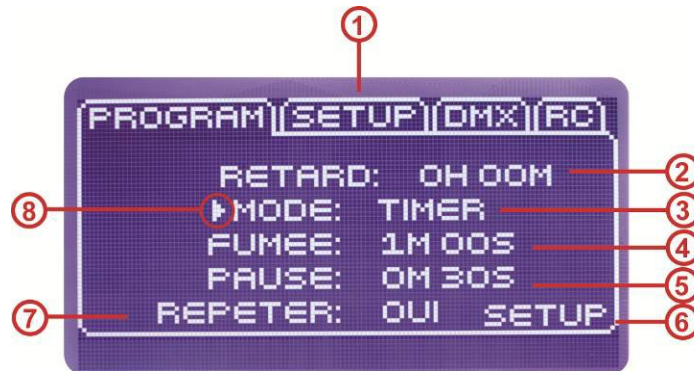 1
PROGRAM SETUP DMX RC
RETARD: 0H 00M 2
8 MODE: TIMER 3
FUMEE: 1M 00S 4
PAUSE: 0M 30S 5
7 REPETER: OUI SETUP 6